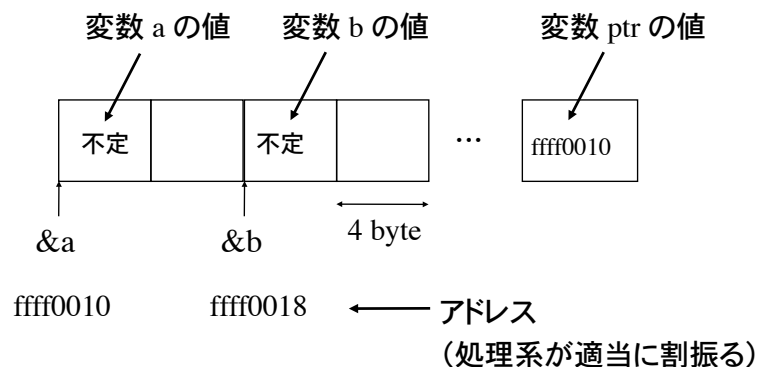 変数 a の値 変数 b の値 変数 ptr の値
不定 不定 … ffff0010
&a &b 4 byte
ffff0010 ffff0018 アドレス
（処理系が適当に割振る）